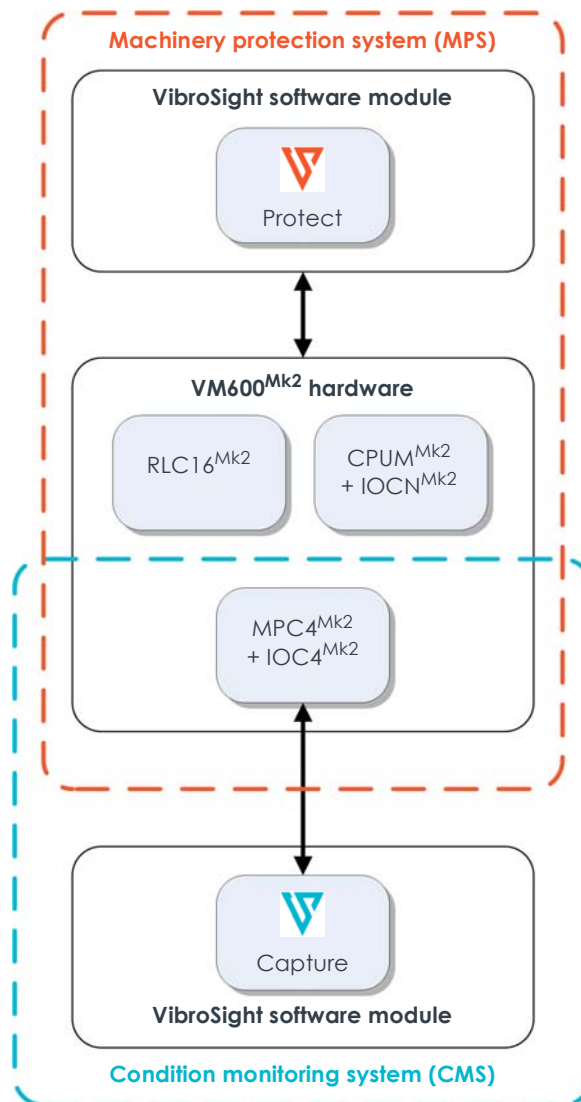 Machinery protection system (MPS)
VibroSight software module
Protect
VM600Mk2 hardware
RLC16Mk2
CPUMMk2
+ IOCNMk2
MPC4Mk2
+ IOC4Mk2
Capture
VibroSight software module
Condition monitoring system (CMS)